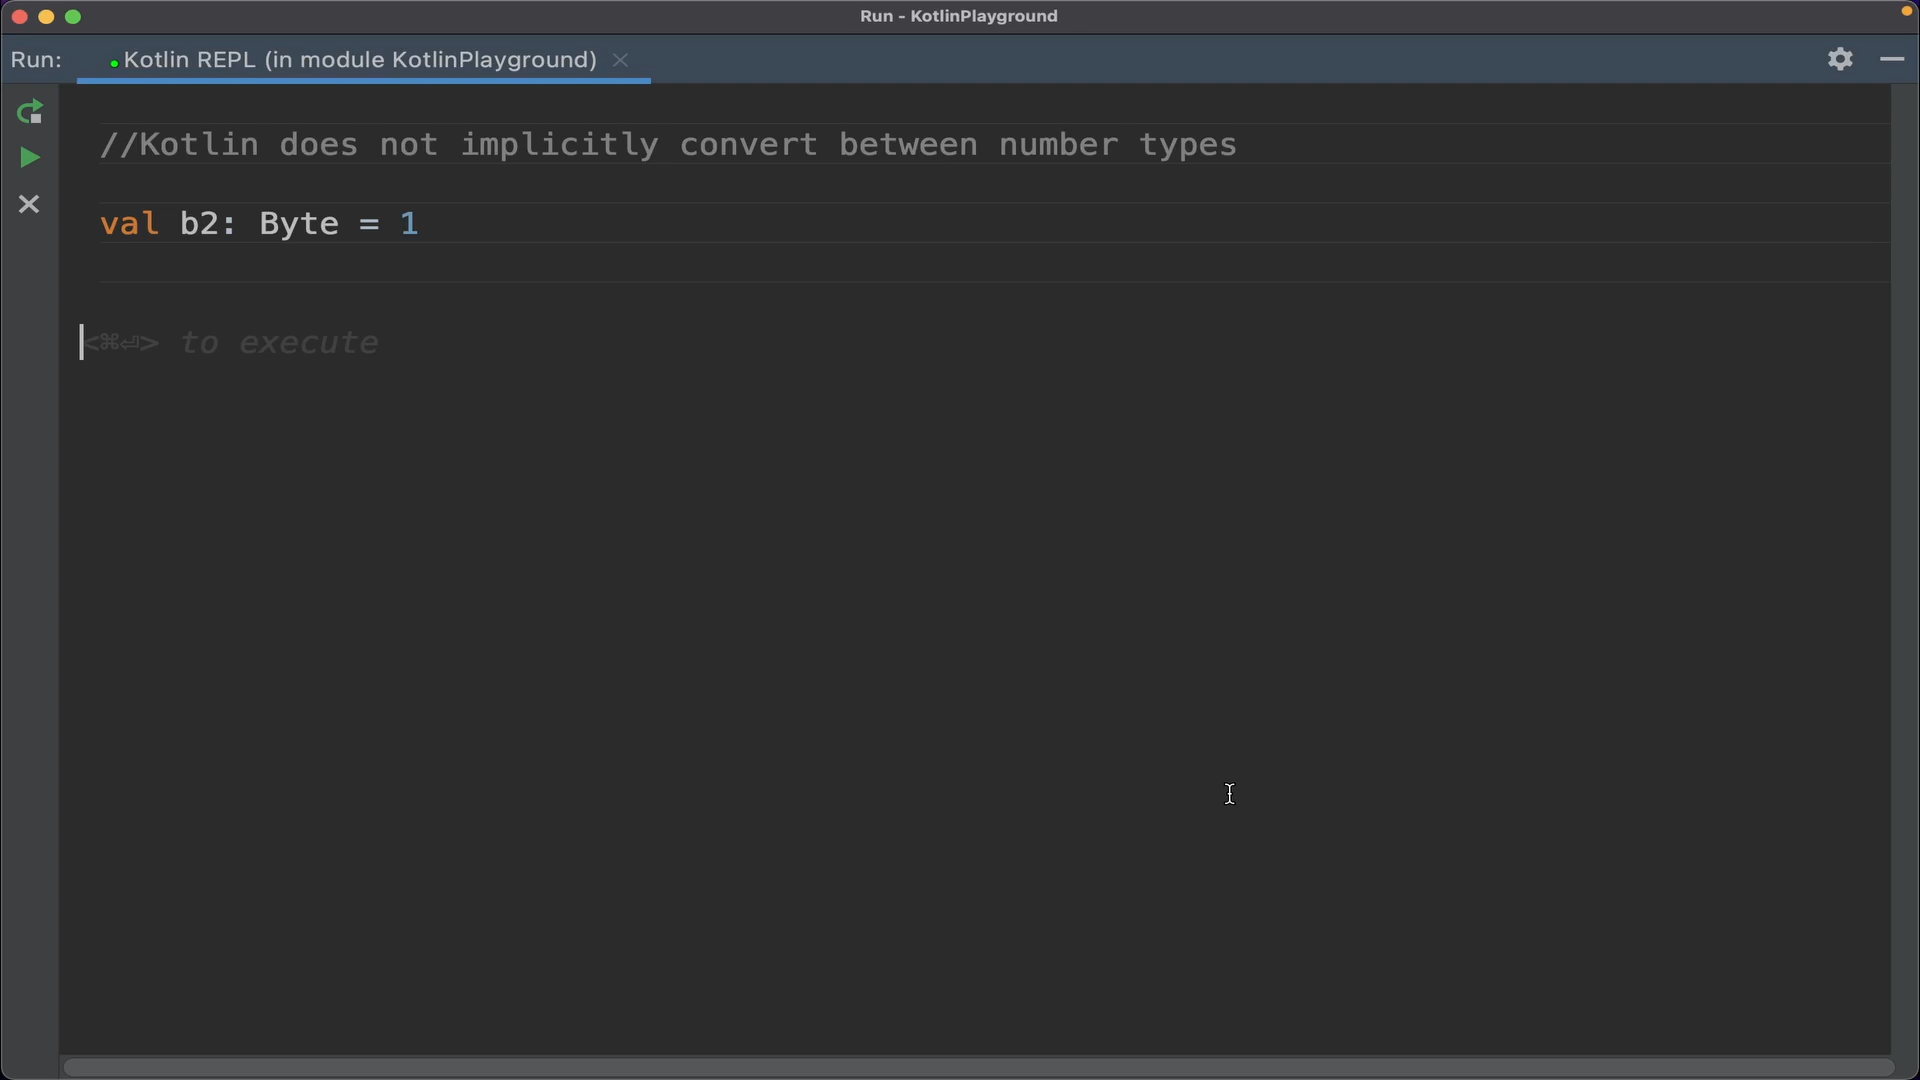 Run - KotlinPlayground
Run: Kotlin REPL (in module KotlinPlayground)
//Kotlin does not implicitly convert between number types
val b2: Byte = 1
<⌘⏎> to execute